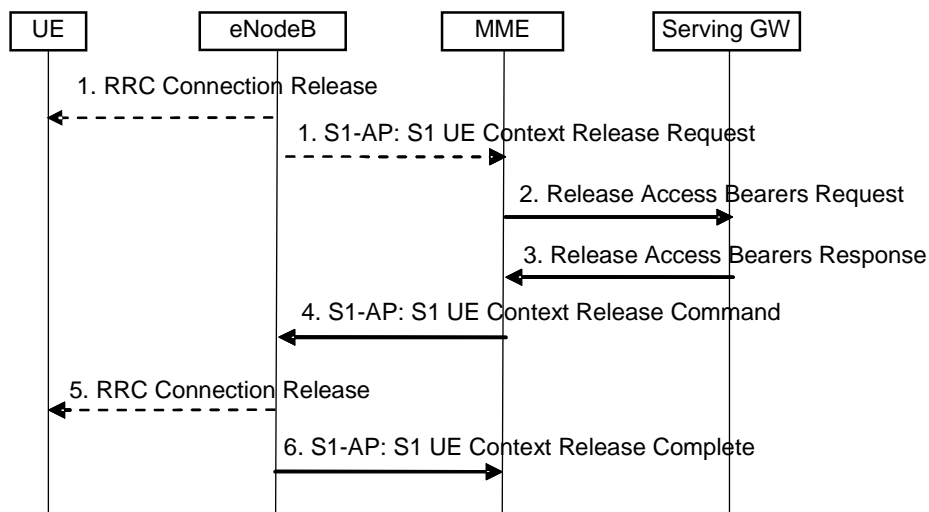 UE
eNodeB
MME
Serving GW
1. RRC Connection Release
1. S1-AP: S1 UE Context Release Request
2. Release Access Bearers Request
3. Release Access Bearers Response
4. S1-AP: S1 UE Context Release Command
5. RRC Connection Release
6. S1-AP: S1 UE Context Release Complete